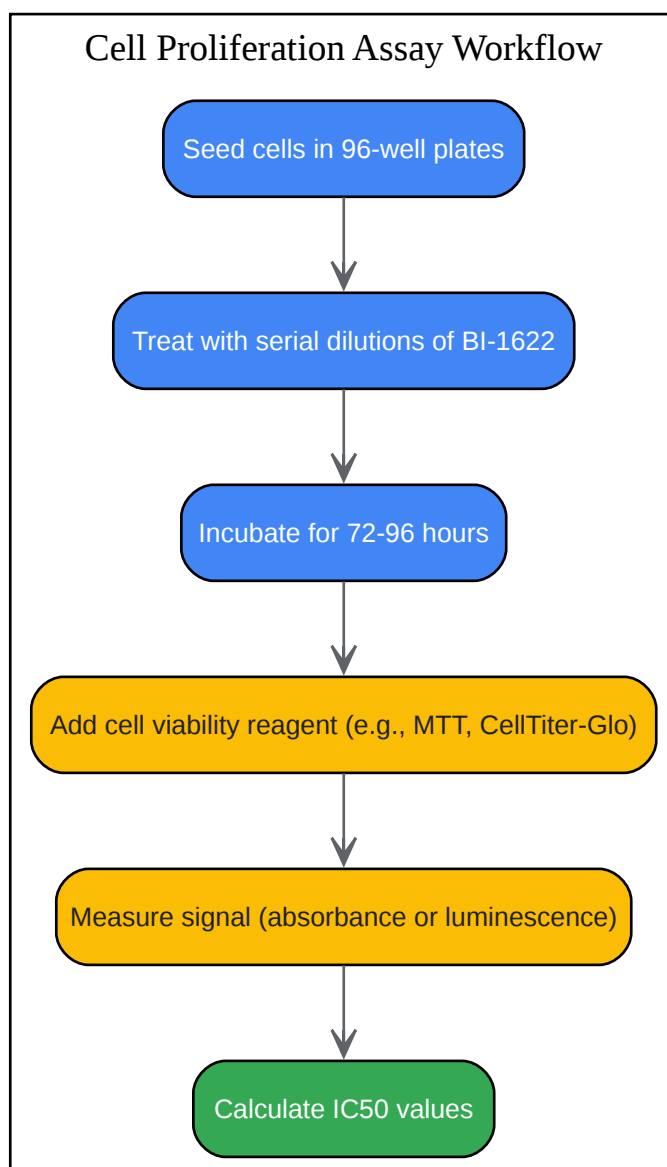 Cell Proliferation Assay Workflow
Seed cells in 96-well plates
Treat with serial dilutions of BI-1622
Incubate for 72-96 hours
Add cell viability reagent (e.g., MTT, CellTiter-Glo)
Measure signal (absorbance or luminescence)
Calculate IC50 values